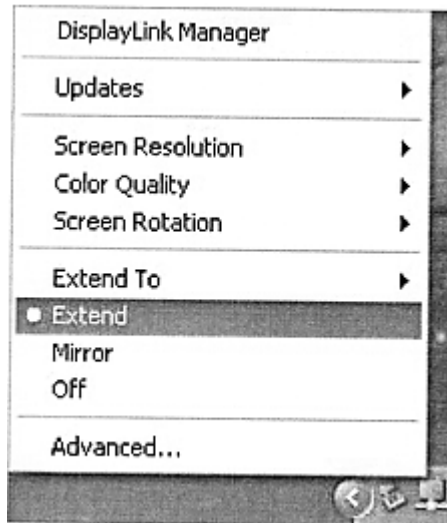 DisplayLink Manager
Updates
Screen Resolution
Color Quality
Screen Rotation
Extend To
Extend
Mirror
Off
Advanced...